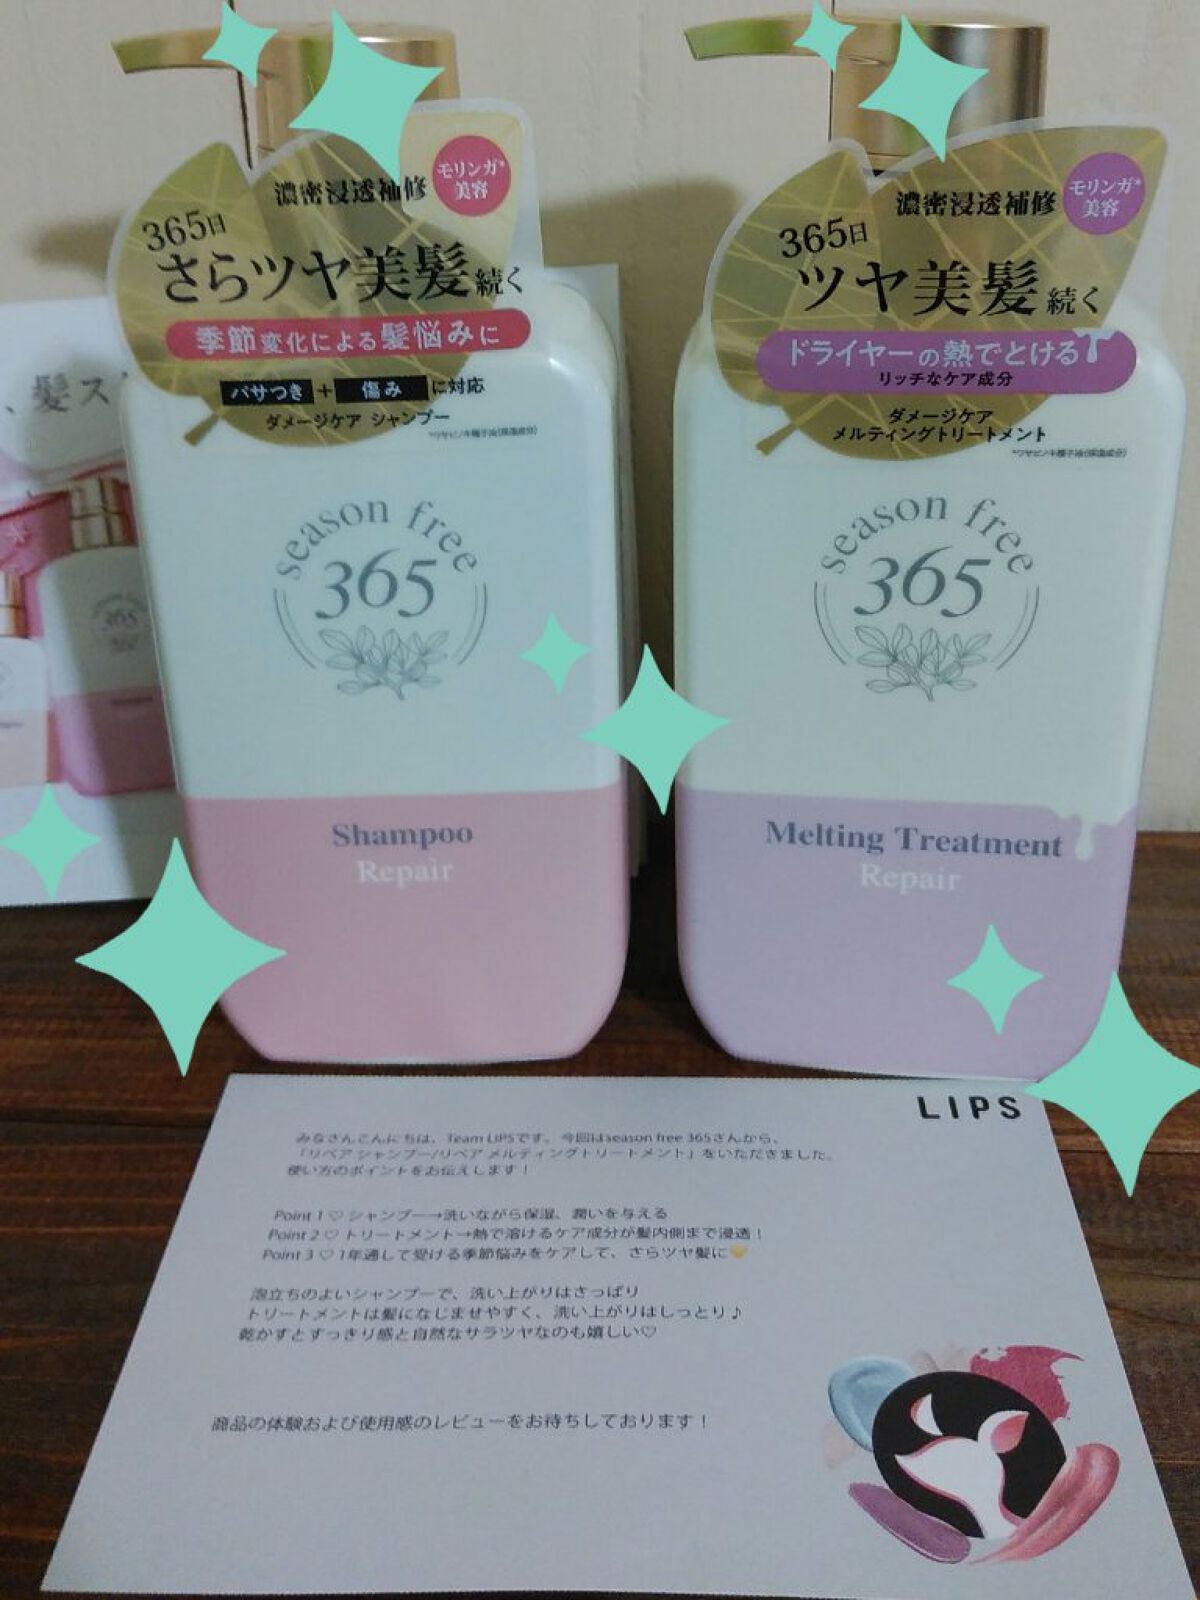 モリンガ*
美容
濃密浸透補修
365日
さらツヤ美髪続く
季節変化による髪悩みに
パサつき+傷みに対応
ダメージケア シャンプー
season free
365
Shampoo
Repair
モリンガ*
美容
濃密浸透補修
365日
ツヤ美髪続く
ドライヤーの熱でとける
リッチなケア成分
ダメージケア
メルティングトリートメント
season free
365
Melting Treatment
Repair
、髪ス
365
LIPS
みなさんこんにちは、Team LIPSです。 今回はseason free 365さんから、
「リペア シャンプー/リペア メルティングトリートメント」をいただきました。
使い方のポイントをお伝えします！
Point 1 ♡ シャンプー→洗いながら保湿、潤いを与える
Point 2 ♡ トリートメント→熱で溶けるケア成分が髪内側まで浸透！
Point 3 ♡ 1年通して受ける季節悩みをケアして、さらツヤ髪に
泡立ちのよいシャンプーで、洗い上がりはさっぱり
トリートメントは髪になじませやすく、洗い上がりはしっとり♪
乾かすとすっきり感と自然なサラツヤなのも嬉しい♡
商品の体験および使用感のレビューをお待ちしております！